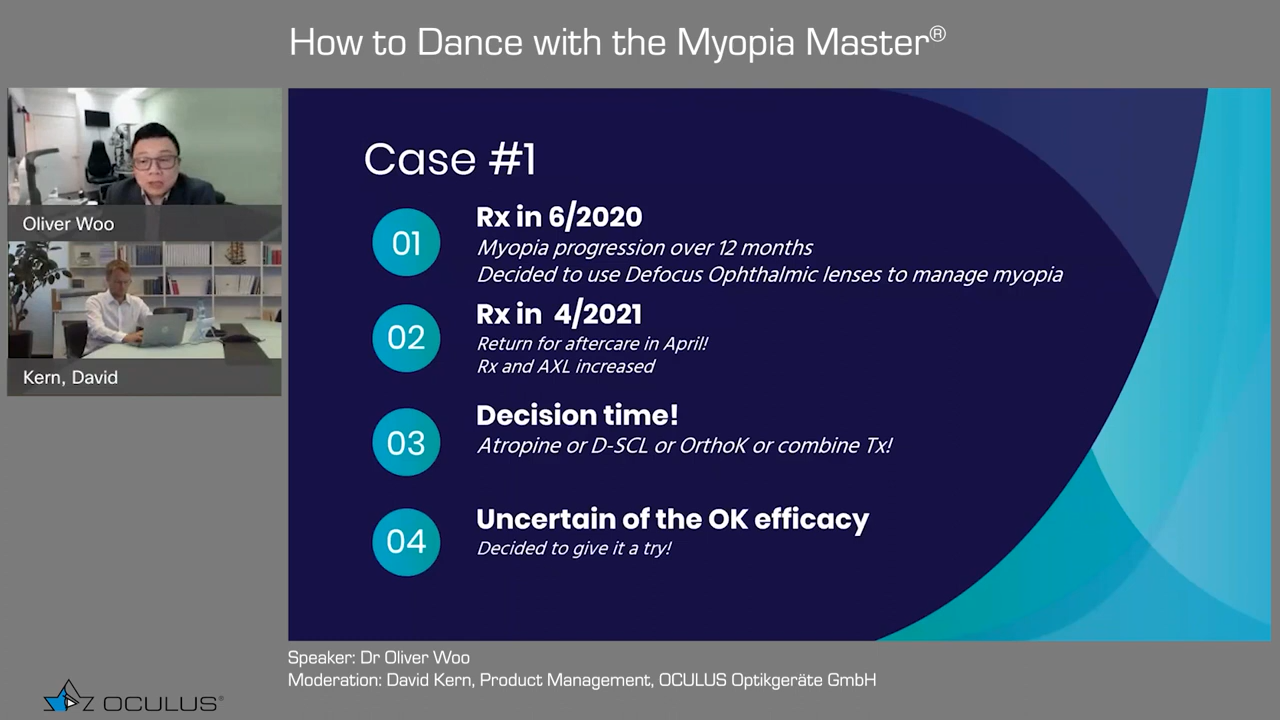 How to Dance with the Myopia Master®
Oliver Woo
Kern, David
Case #1
01
Rx in 6/2020
Myopia progression over 12 months
Decided to use Defocus Ophthalmic lenses to manage myopia
02
Rx in 4/2021
Return for aftercare in April!
Rx and AXL increased
03
Decision time!
Atropine or D-SCL or OrthoK or combine Tx!
04
Uncertain of the OK efficacy
Decided to give it a try!
Speaker: Dr Oliver Woo
Moderation: David Kern, Product Management, OCULUS Optikgeräte GmbH
OCULUS®